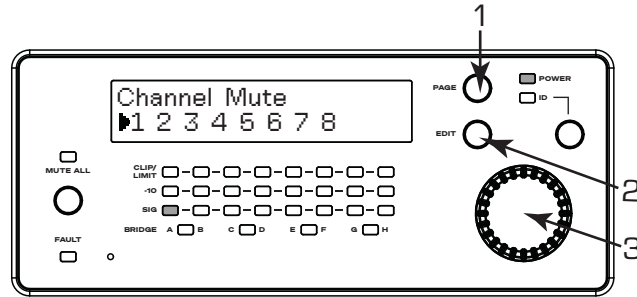 1
PAGE
POWER
ID
Channel Mute
1 2 3 4 5 6 7 8
EDIT
MUTE ALL
CLIP/
LIMIT
-10
SIG
2
BRIDGE A B C D E F G H
FAULT
3